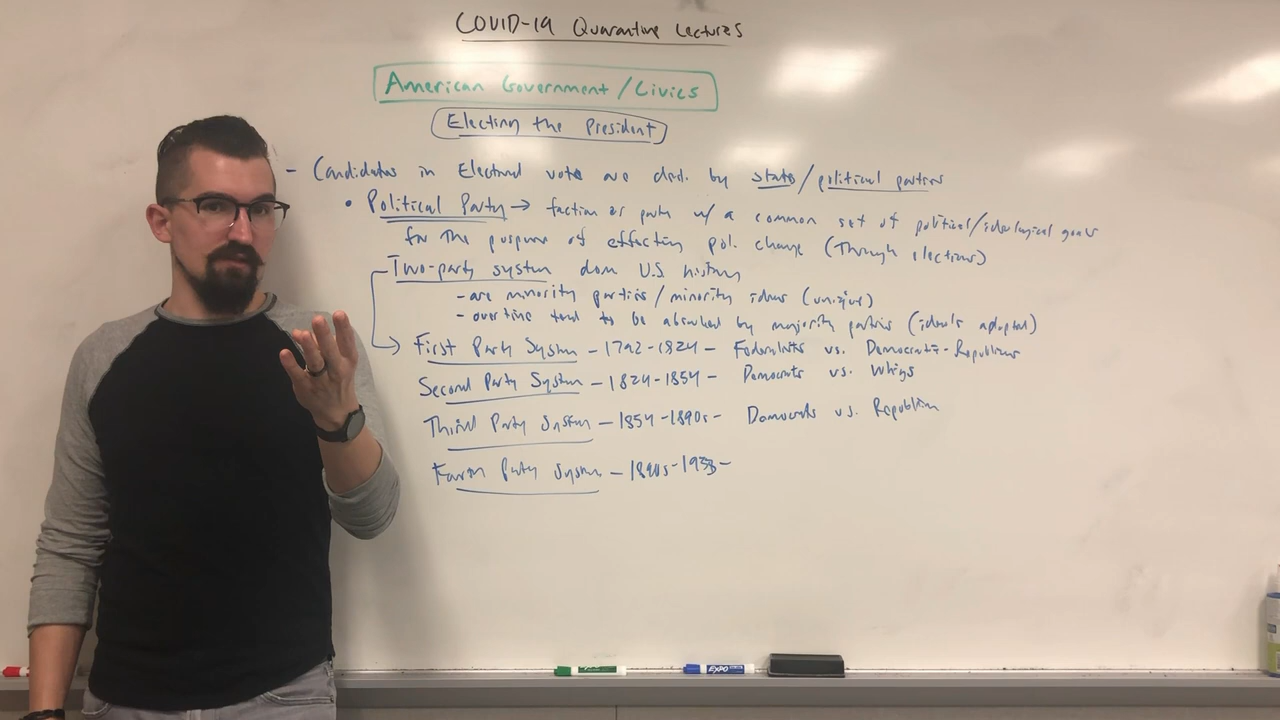 COVID-19 Quarantine Lectures
American Government/Civics
Electing the President
- Candidates in Electoral vote are ded. by state/political parties
• Political Party → faction or party w/ a common set of political/ideological goals
for the purpose of effecting pol. change (Through elections)
Two-party system dom U.S. history
- are minority parties/minority ideas (unique)
- overtime tend to be absorbed by majority parties (ideals adopted)
First Party System - 1792-1824 - Federalists vs. Democratic-Republicans
Second Party System - 1824-1854 - Democrats vs. Whigs
Third Party System - 1854-1890s - Democrats vs. Republican
Fourth Party System - 1890s-1933 -
EXPO